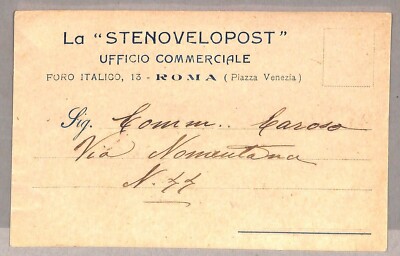 La "STENOVELOPOST"
UFFICIO COMMERCIALE
FORO ITALICO, 13 - ROMA (Piazza Venezia)
Sig. Comm.. Caroso
Via Nomentana
N. 77